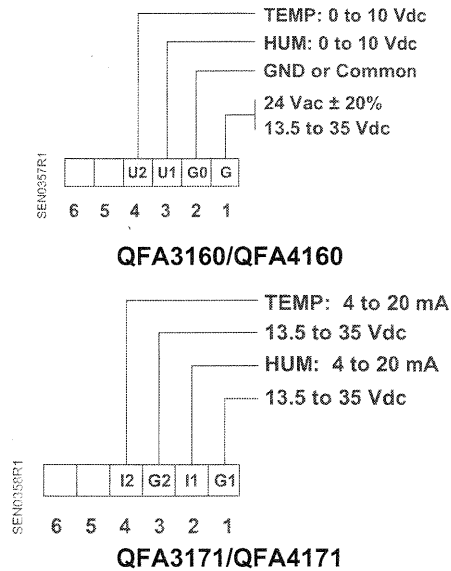 TEMP: 0 to 10 Vdc
HUM: 0 to 10 Vdc
GND or Common
24 Vac ± 20%
13.5 to 35 Vdc
SEN0357R1
U2 U1 G0 G
6 5 4 3 2 1
QFA3160/QFA4160
TEMP: 4 to 20 mA
13.5 to 35 Vdc
HUM: 4 to 20 mA
13.5 to 35 Vdc
SEN0358R1
I2 G2 I1 G1
6 5 4 3 2 1
QFA3171/QFA4171